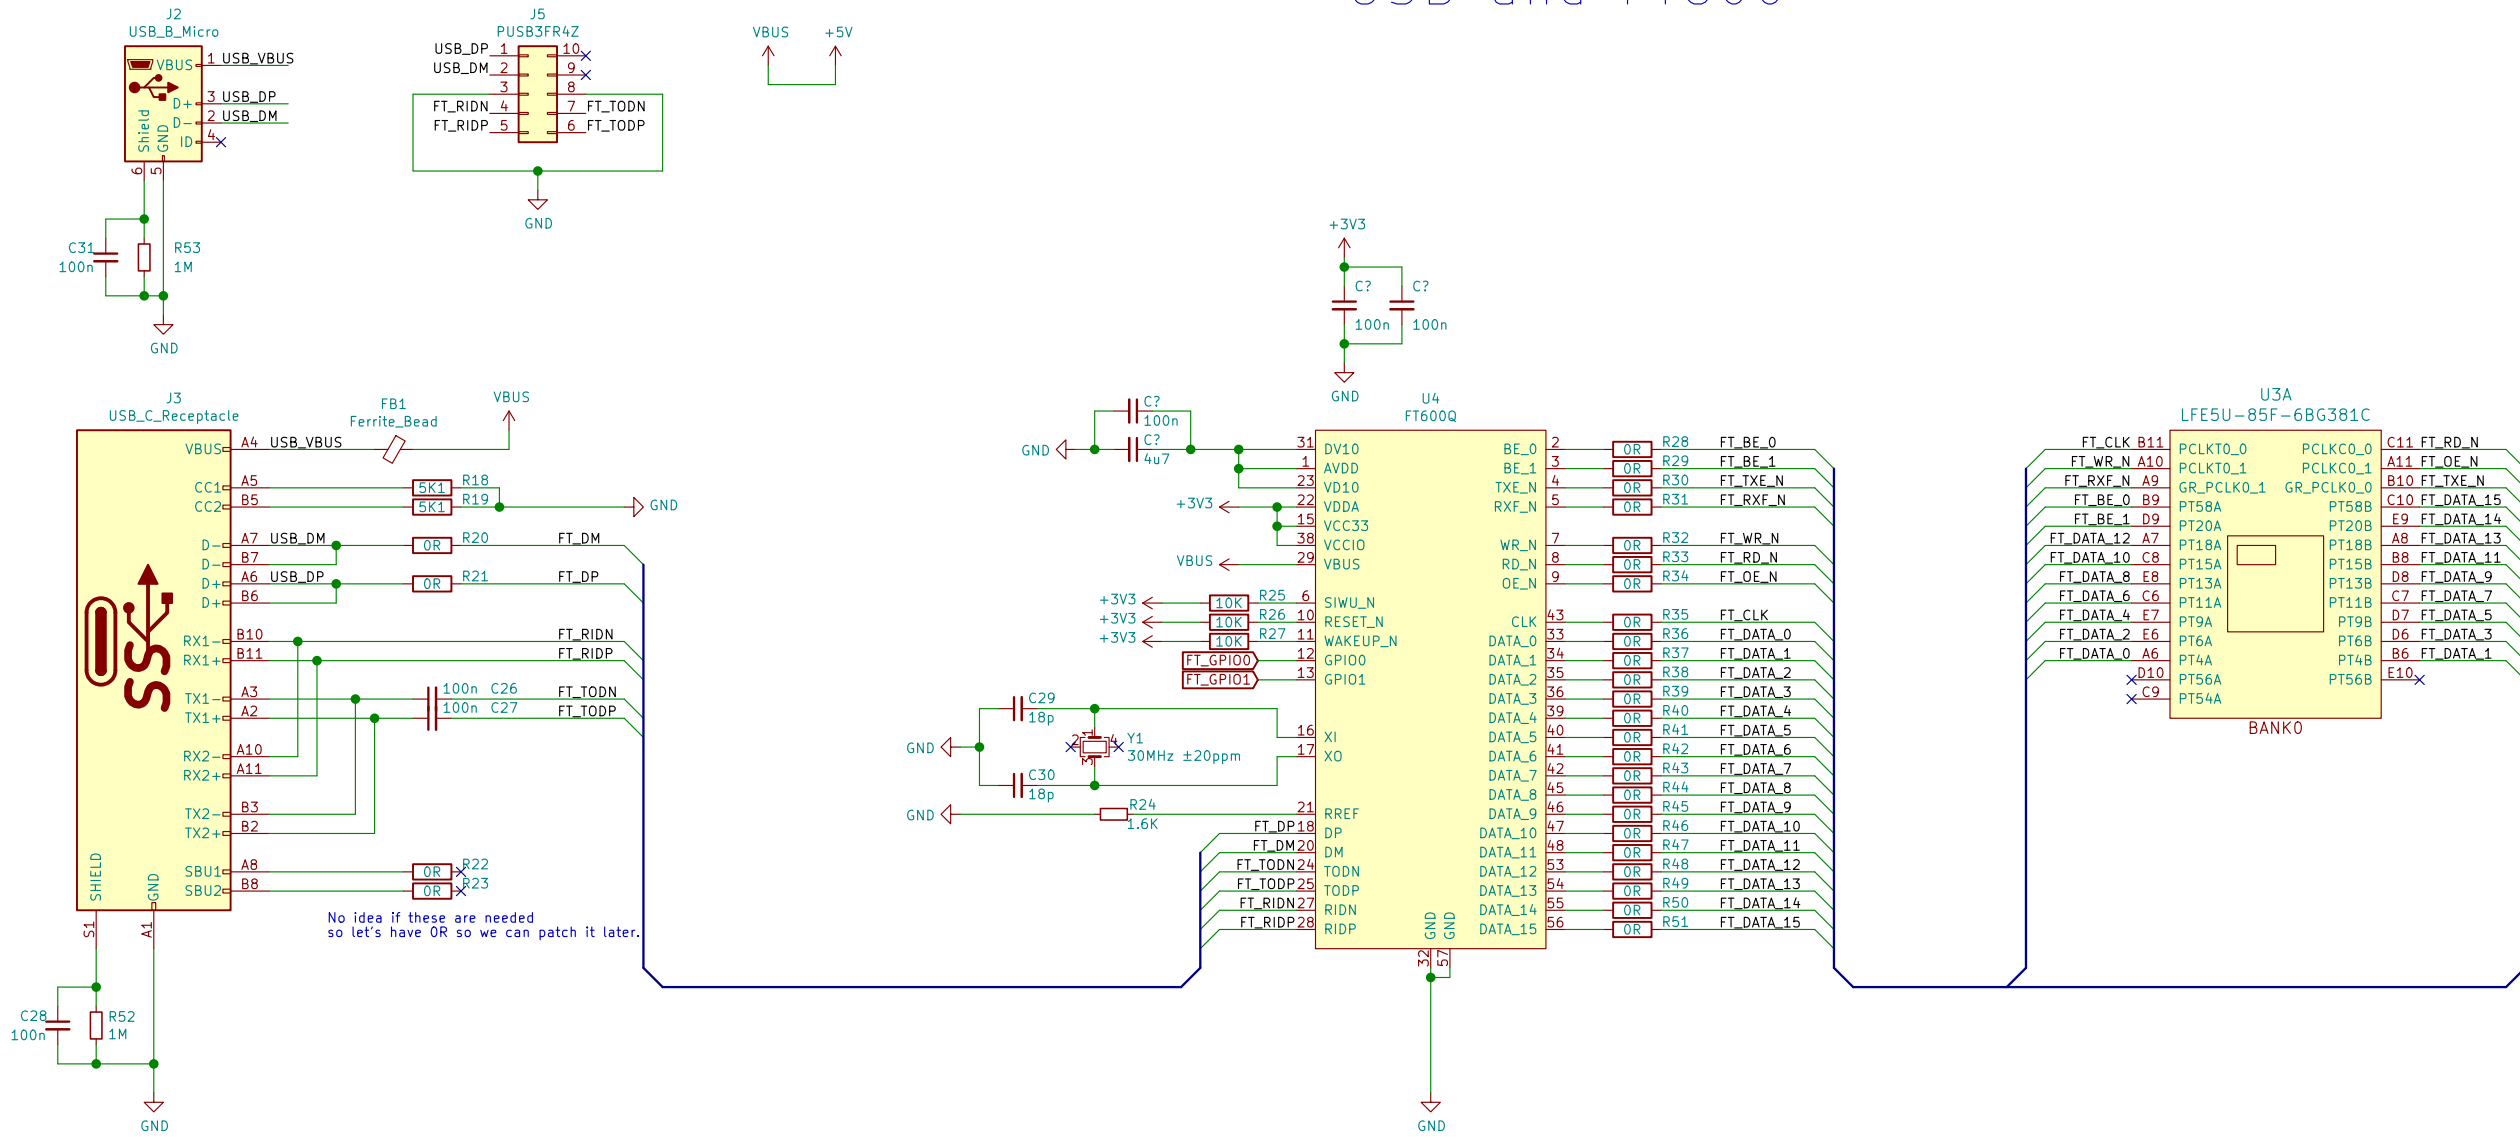 USB and FT600
J2
USB_B_Micro
VBUS 1 USB_VBUS
D+ 3 USB_DP
D- 2 USB_DM
ID 4
Shield
GND
6 5
C31
100n
R53
1M
GND
J5
PUSB3FR4Z
USB_DP 1 10
USB_DM 2 9
3 8
FT_RIDN 4 7 FT_TODN
FT_RIDP 5 6 FT_TODP
GND
VBUS +5V
+3V3
C? C?
100n 100n
GND
J3
USB_C_Receptacle
FB1
Ferrite_Bead
VBUS
VBUS A4 USB_VBUS
CC1 A5 5K1 R18
CC2 B5 5K1 R19 GND
D- A7 USB_DM 0R R20 FT_DM
D- B7
D+ A6 USB_DP 0R R21 FT_DP
D+ B6
RX1- B10 FT_RIDN
RX1+ B11 FT_RIDP
TX1- A3 100n C26 FT_TODN
TX1+ A2 100n C27 FT_TODP
RX2- A10
RX2+ A11
TX2- B3
TX2+ B2
SBU1 A8 0R R22
SBU2 B8 0R R23
SS
SHIELD
GND
S1 A1
No idea if these are needed
so let's have 0R so we can patch it later.
C28
100n
R52
1M
GND
C?
100n
C?
4u7
GND
+3V3
VBUS
+3V3 10K R25
+3V3 10K R26
+3V3 10K R27
FT_GPIO0
FT_GPIO1
C29
18p
GND
1 2 3 4
Y1
30MHz ±20ppm
C30
18p
GND R24
1.6K
FT_DP
FT_DM
FT_TODN
FT_TODP
FT_RIDN
FT_RIDP
U4
FT600Q
31 DV10
1 AVDD
23 VD10
22 VDDA
15 VCC33
38 VCCIO
29 VBUS
6 SIWU_N
10 RESET_N
11 WAKEUP_N
12 GPIO0
13 GPIO1
16 XI
17 XO
21 RREF
18 DP
20 DM
24 TODN
25 TODP
27 RIDN
28 RIDP
GND GND
32 57
GND
BE_0 2 0R R28 FT_BE_0
BE_1 3 0R R29 FT_BE_1
TXE_N 4 0R R30 FT_TXE_N
RXF_N 5 0R R31 FT_RXF_N
WR_N 7 0R R32 FT_WR_N
RD_N 8 0R R33 FT_RD_N
OE_N 9 0R R34 FT_OE_N
CLK 43 0R R35 FT_CLK
DATA_0 33 0R R36 FT_DATA_0
DATA_1 34 0R R37 FT_DATA_1
DATA_2 35 0R R38 FT_DATA_2
DATA_3 36 0R R39 FT_DATA_3
DATA_4 39 0R R40 FT_DATA_4
DATA_5 40 0R R41 FT_DATA_5
DATA_6 41 0R R42 FT_DATA_6
DATA_7 42 0R R43 FT_DATA_7
DATA_8 45 0R R44 FT_DATA_8
DATA_9 46 0R R45 FT_DATA_9
DATA_10 47 0R R46 FT_DATA_10
DATA_11 48 0R R47 FT_DATA_11
DATA_12 53 0R R48 FT_DATA_12
DATA_13 54 0R R49 FT_DATA_13
DATA_14 55 0R R50 FT_DATA_14
DATA_15 56 0R R51 FT_DATA_15
U3A
LFE5U-85F-6BG381C
FT_CLK B11 PCLKT0_0 PCLKC0_0 C11 FT_RD_N
FT_WR_N A10 PCLKT0_1 PCLKC0_1 A11 FT_OE_N
FT_RXF_N A9 GR_PCLK0_1 GR_PCLK0_0 B10 FT_TXE_N
FT_BE_0 B9 PT58A PT58B C10 FT_DATA_15
FT_BE_1 D9 PT20A PT20B E9 FT_DATA_14
FT_DATA_12 A7 PT18A PT18B A8 FT_DATA_13
FT_DATA_10 C8 PT15A PT15B B8 FT_DATA_11
FT_DATA_8 E8 PT13A PT13B D8 FT_DATA_9
FT_DATA_6 C6 PT11A PT11B C7 FT_DATA_7
FT_DATA_4 E7 PT9A PT9B D7 FT_DATA_5
FT_DATA_2 E6 PT6A PT6B D6 FT_DATA_3
FT_DATA_0 A6 PT4A PT4B B6 FT_DATA_1
D10 PT56A PT56B E10
C9 PT54A
BANK0